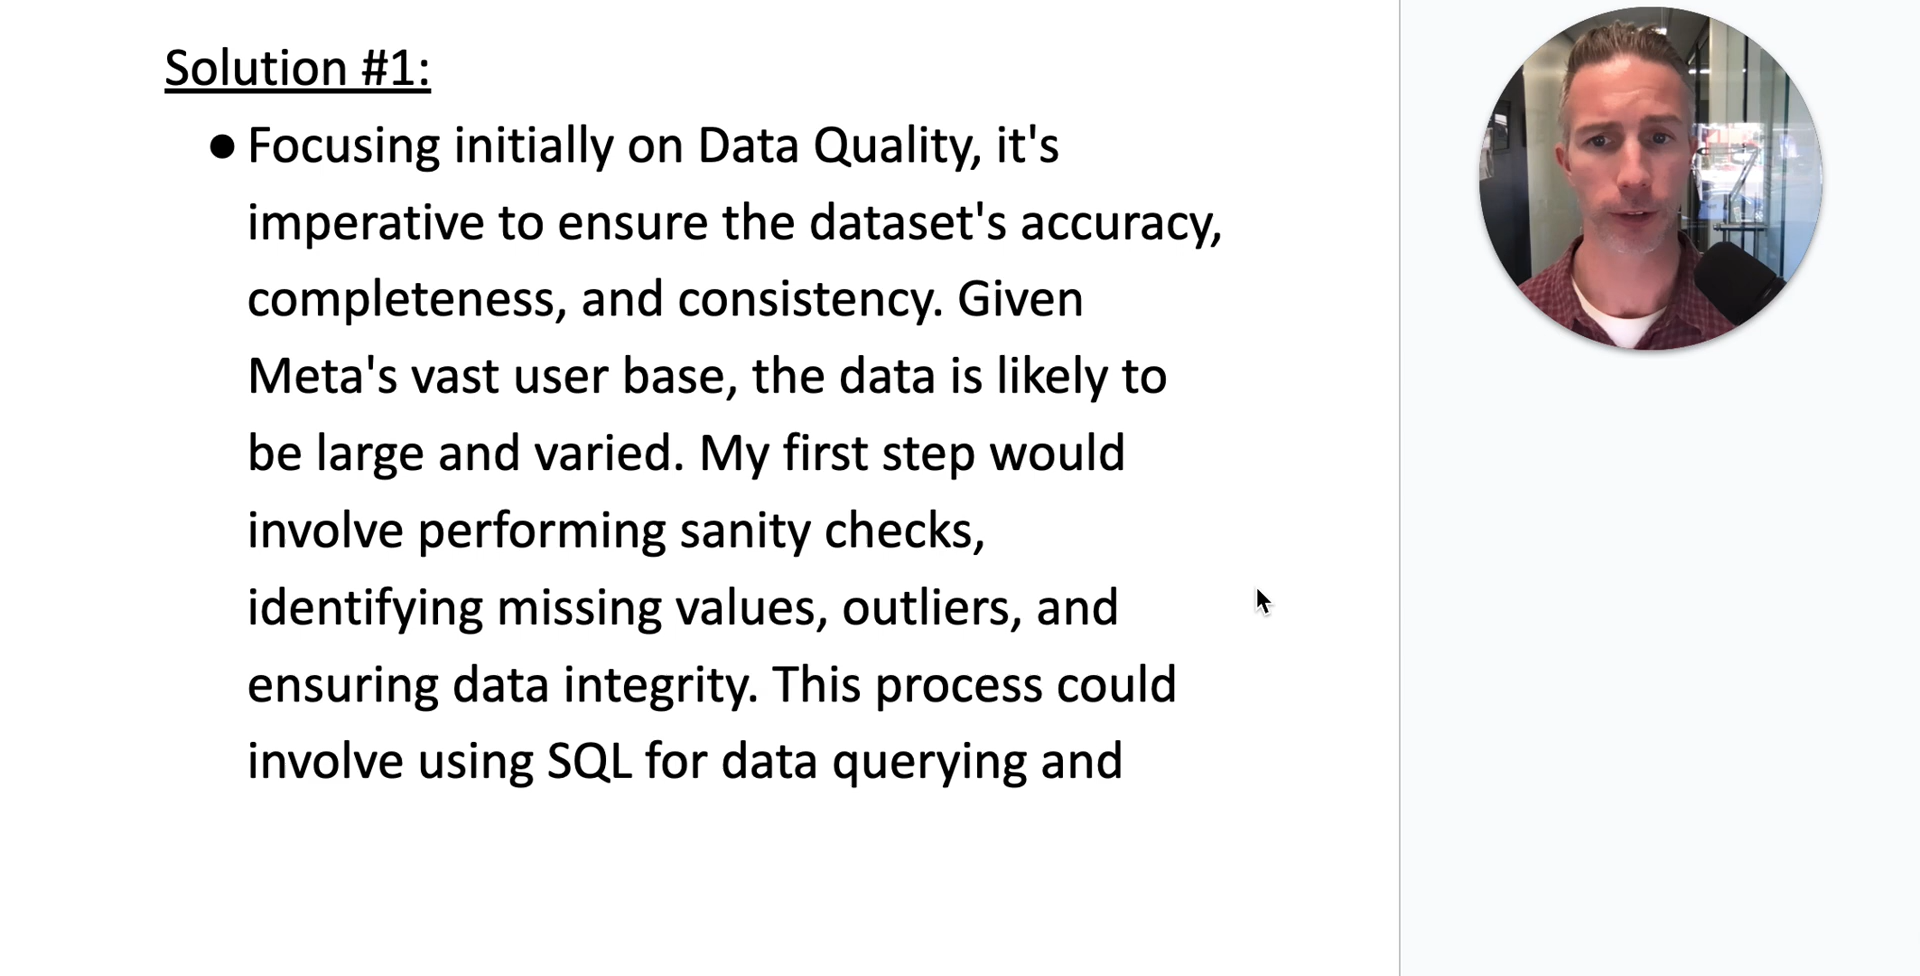 Solution #1:
● Focusing initially on Data Quality, it's
imperative to ensure the dataset's accuracy,
completeness, and consistency. Given
Meta's vast user base, the data is likely to
be large and varied. My first step would
involve performing sanity checks,
identifying missing values, outliers, and
ensuring data integrity. This process could
involve using SQL for data querying and